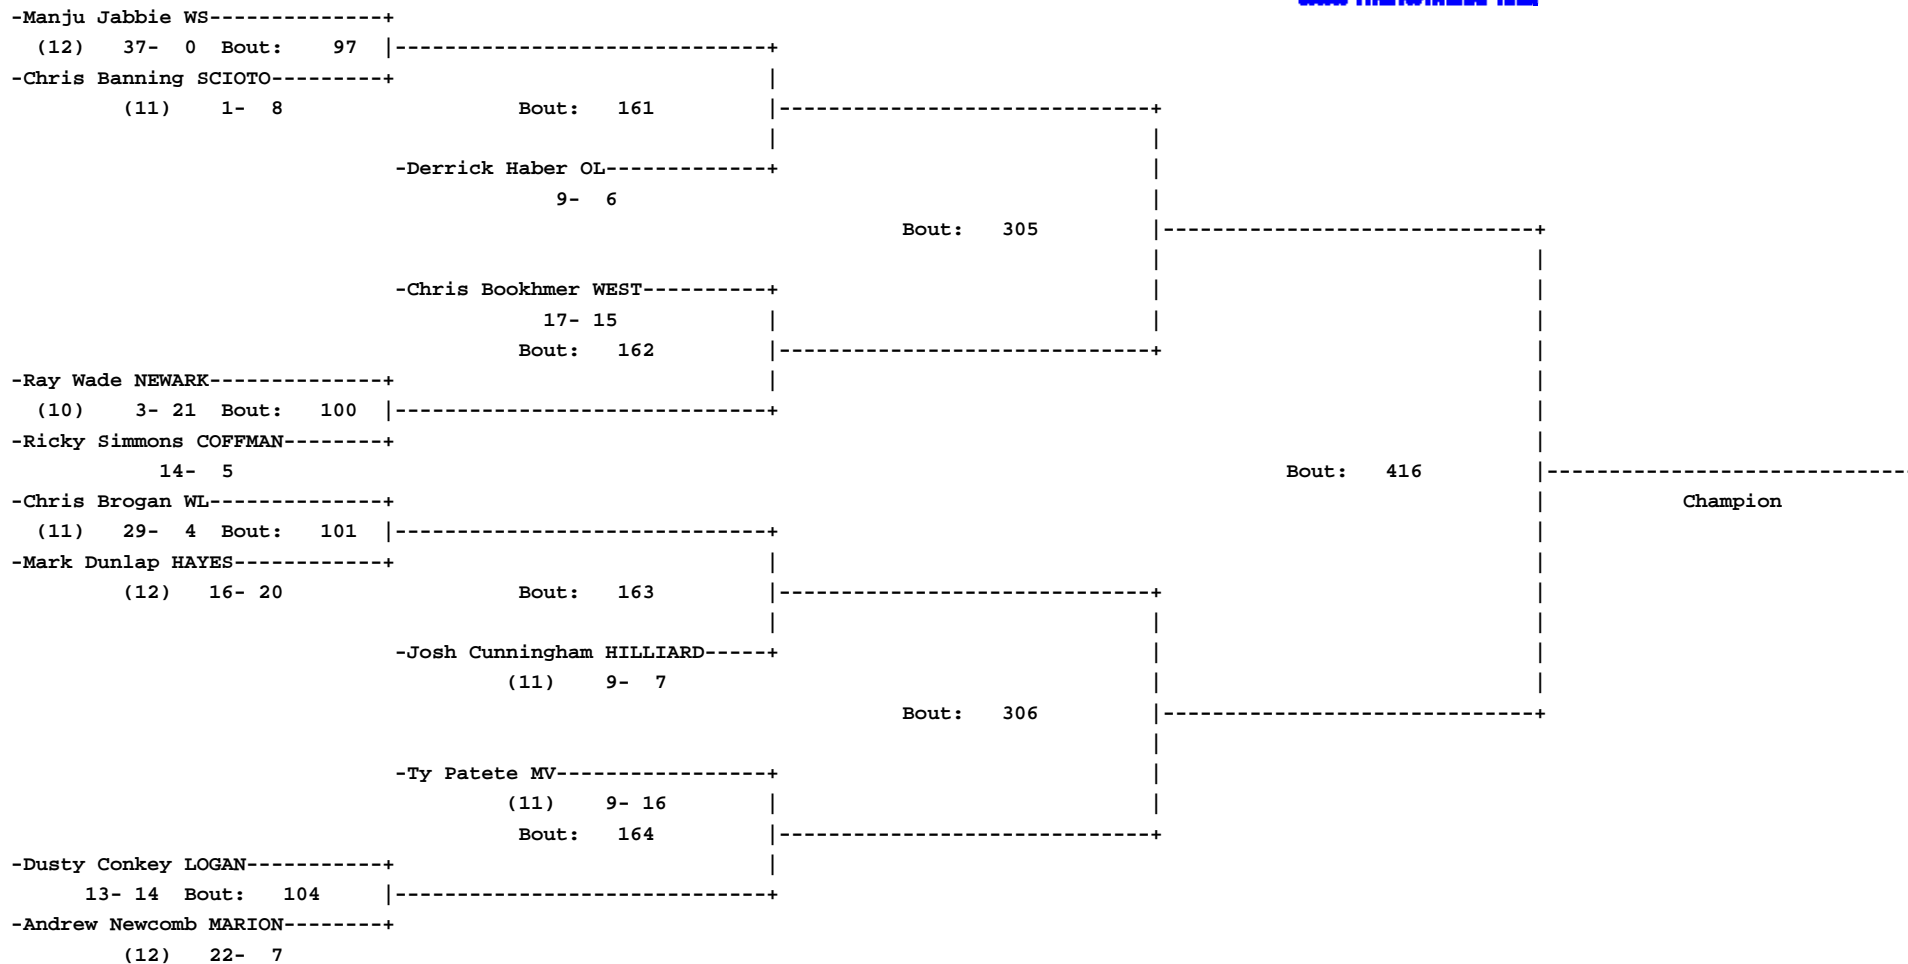 -Manju Jabbie WS--------------+
(12) 37- 0 Bout: 97 |------------------------------+
-Chris Banning SCIOTO---------+ |
(11) 1- 8 Bout: 161 |------------------------------+
| |
-Derrick Haber OL-------------+ |
9- 6 |
Bout: 305 |------------------------------+
| |
-Chris Bookhmer WEST----------+ | |
17- 15 | | |
Bout: 162 |------------------------------+ |
-Ray Wade NEWARK--------------+ | |
(10) 3- 21 Bout: 100 |------------------------------+ |
-Ricky Simmons COFFMAN--------+ |
14- 5 Bout: 416 |-----------------------------
-Chris Brogan WL--------------+ | Champion
(11) 29- 4 Bout: 101 |------------------------------+ |
-Mark Dunlap HAYES------------+ | |
(12) 16- 20 Bout: 163 |------------------------------+ |
| | |
-Josh Cunningham HILLIARD-----+ | |
(11) 9- 7 | |
Bout: 306 |------------------------------+
|
-Ty Patete MV-----------------+ |
(11) 9- 16 | |
Bout: 164 |------------------------------+
-Dusty Conkey LOGAN-----------+ |
13- 14 Bout: 104 |------------------------------+
-Andrew Newcomb MARION--------+
(12) 22- 7